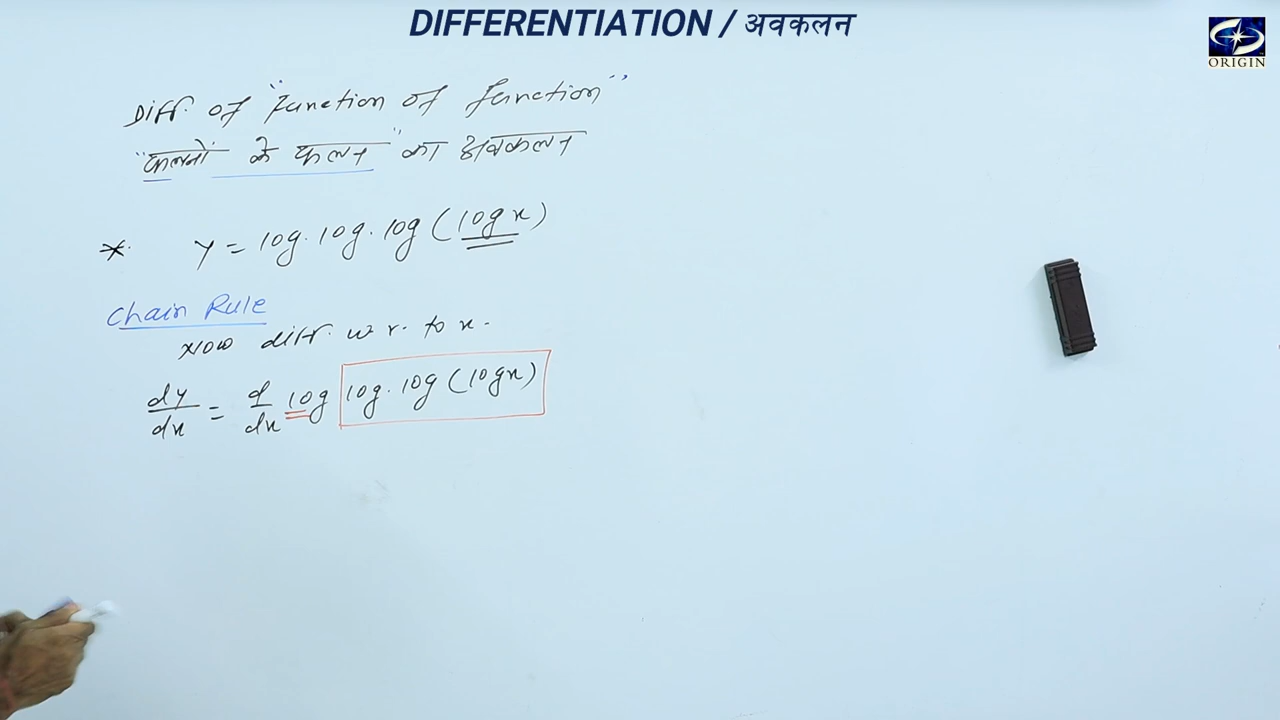 DIFFERENTIATION / अवकलन
ORIGIN
Diff. of "function of function"
"फलनों के फलन" का अवकलन
* y = log. log. log (log x)
Chain Rule
Now diff. w r. to x.
dy/dx = d/dx log log. log (log x)